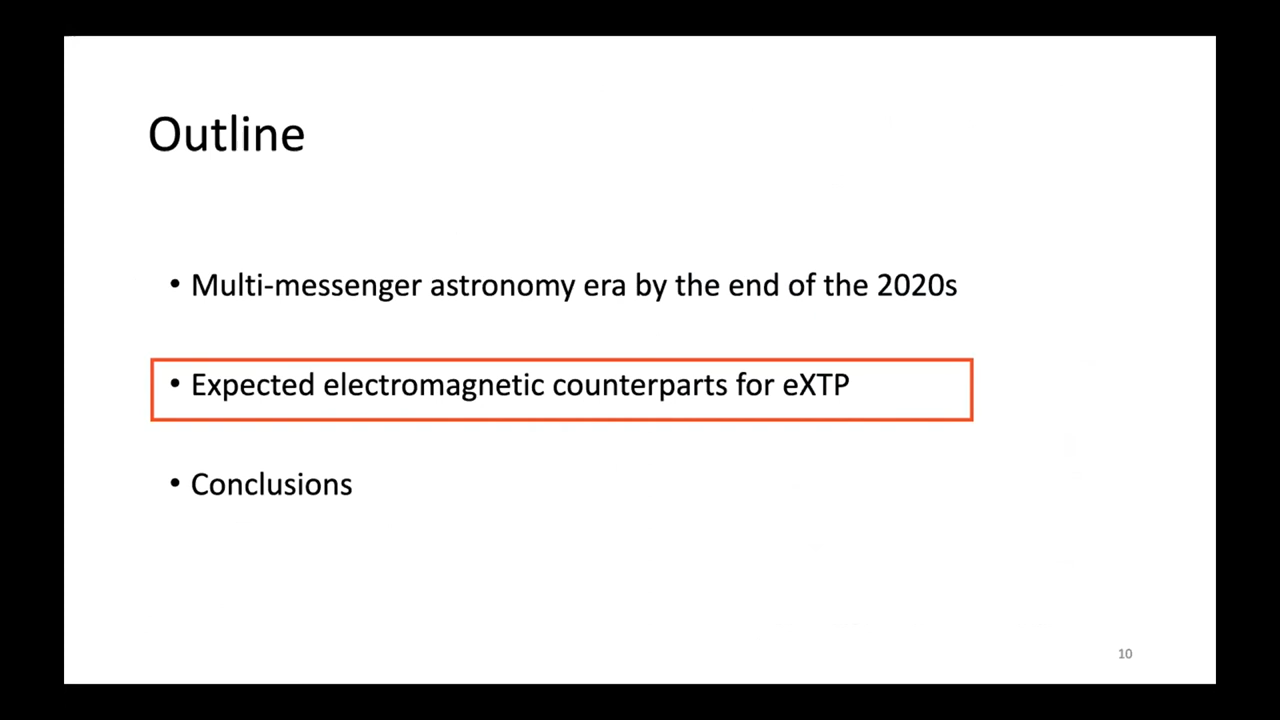 Outline
• Multi-messenger astronomy era by the end of the 2020s
• Expected electromagnetic counterparts for eXTP
• Conclusions
10